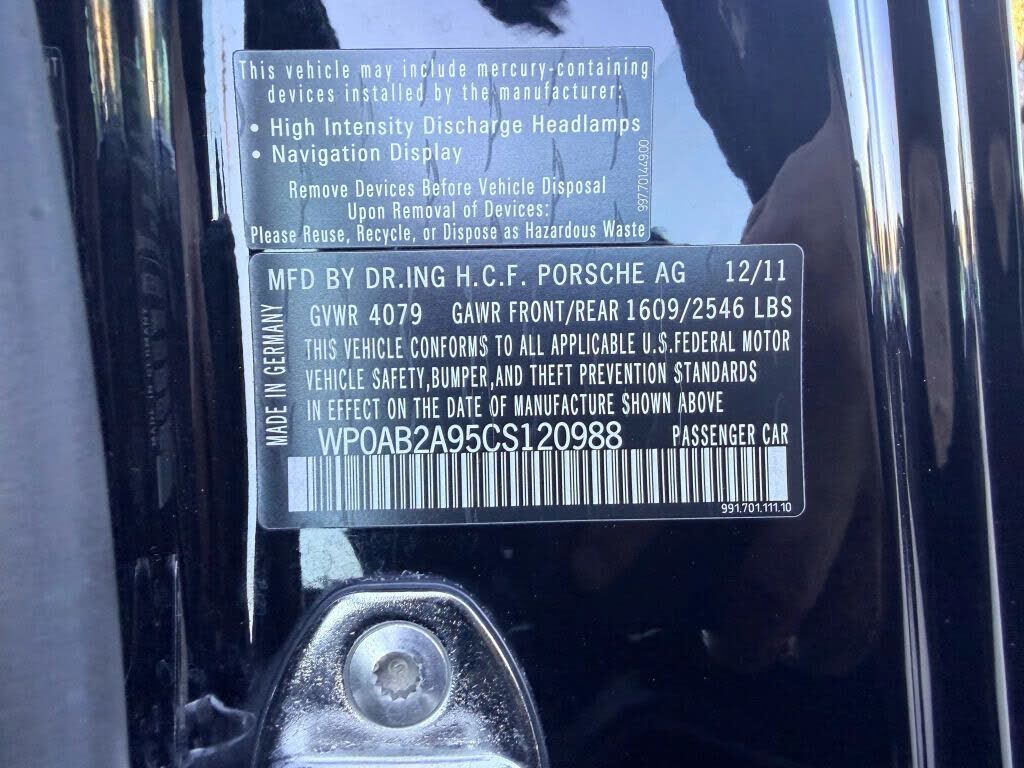 This vehicle may include mercury-containing
devices installed by the manufacturer:
• High Intensity Discharge Headlamps
• Navigation Display
Remove Devices Before Vehicle Disposal
Upon Removal of Devices:
Please Reuse, Recycle, or Dispose as Hazardous Waste
99770144900
MFD BY DR.ING H.C.F. PORSCHE AG 12/11
GVWR 4079 GAWR FRONT/REAR 1609/2546 LBS
THIS VEHICLE CONFORMS TO ALL APPLICABLE U.S.FEDERAL MOTOR
VEHICLE SAFETY,BUMPER,AND THEFT PREVENTION STANDARDS
IN EFFECT ON THE DATE OF MANUFACTURE SHOWN ABOVE
WP0AB2A95CS120988 PASSENGER CAR
991.701.111.10
MADE IN GERMANY